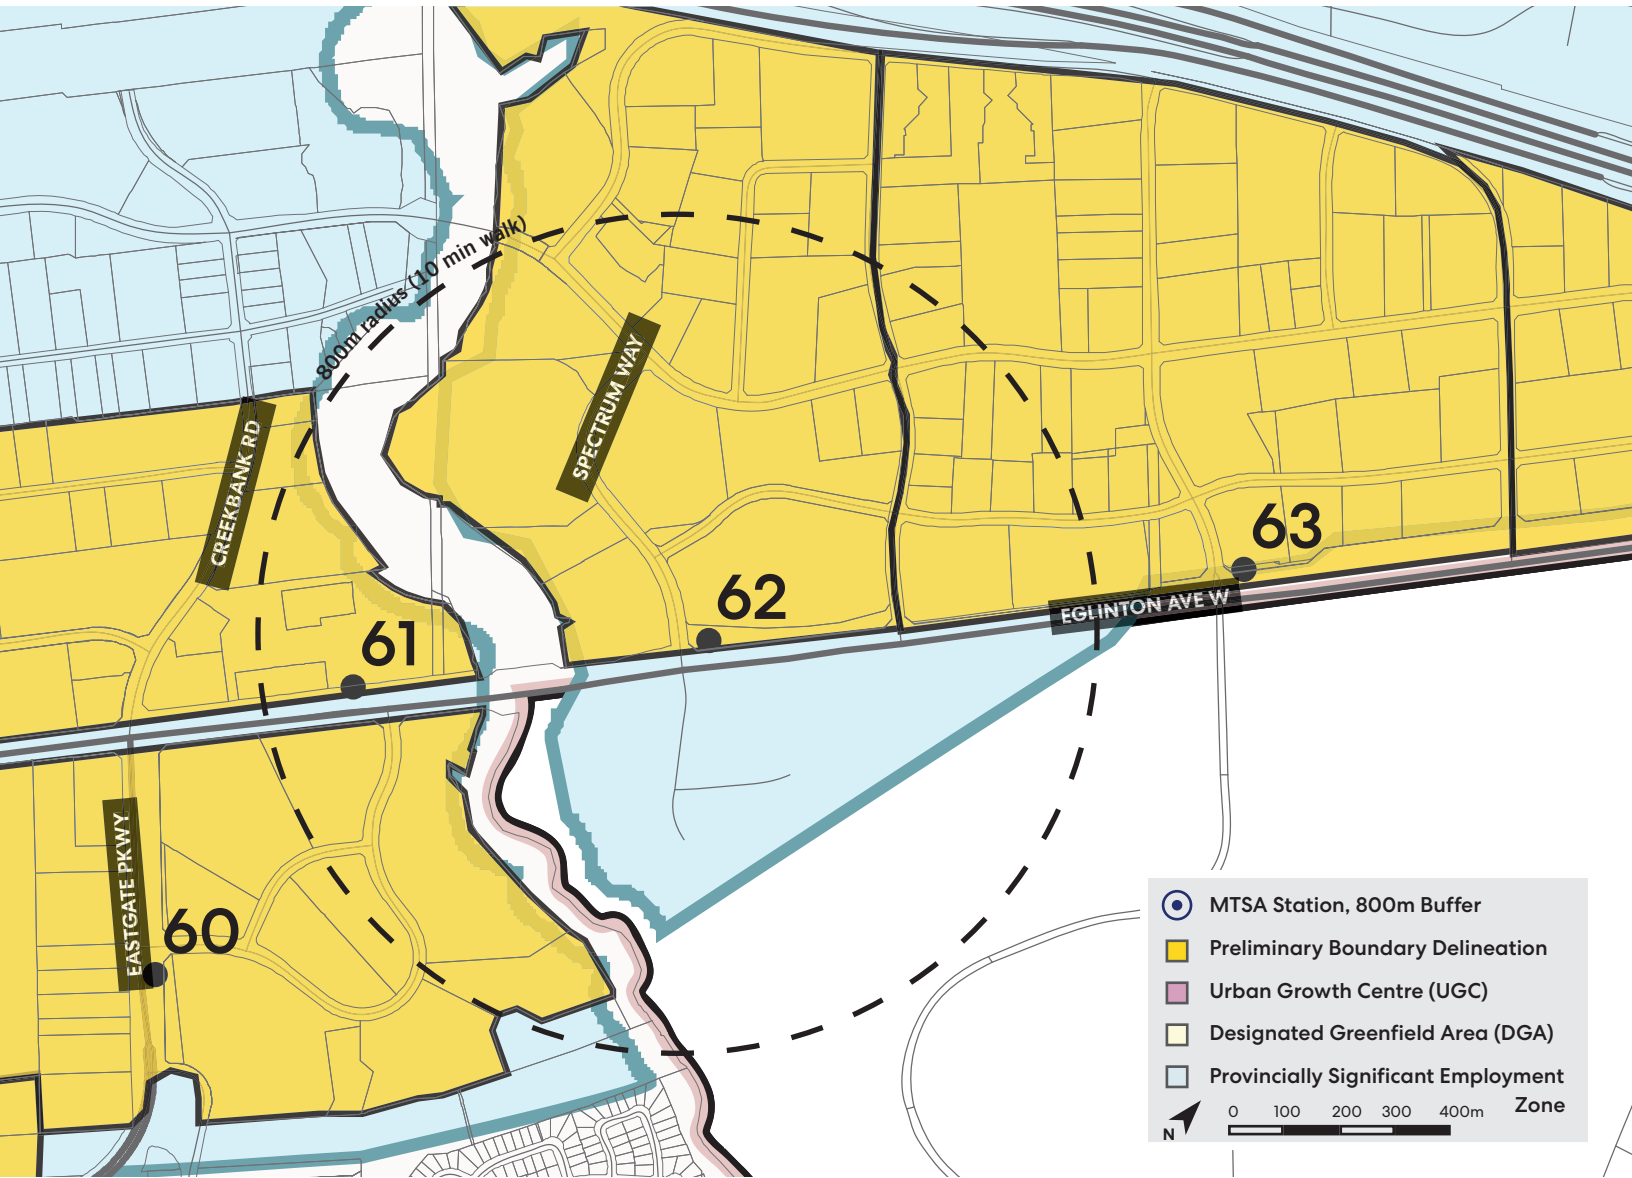 800m radius (10 min walk)
CREEKBANK RD
SPECTRUM WAY
63
62
EGLINTON AVE W
61
EASTGATE PKWY
60
MTSA Station, 800m Buffer
Preliminary Boundary Delineation
Urban Growth Centre (UGC)
Designated Greenfield Area (DGA)
Provincially Significant Employment
Zone
N
0 100 200 300 400m